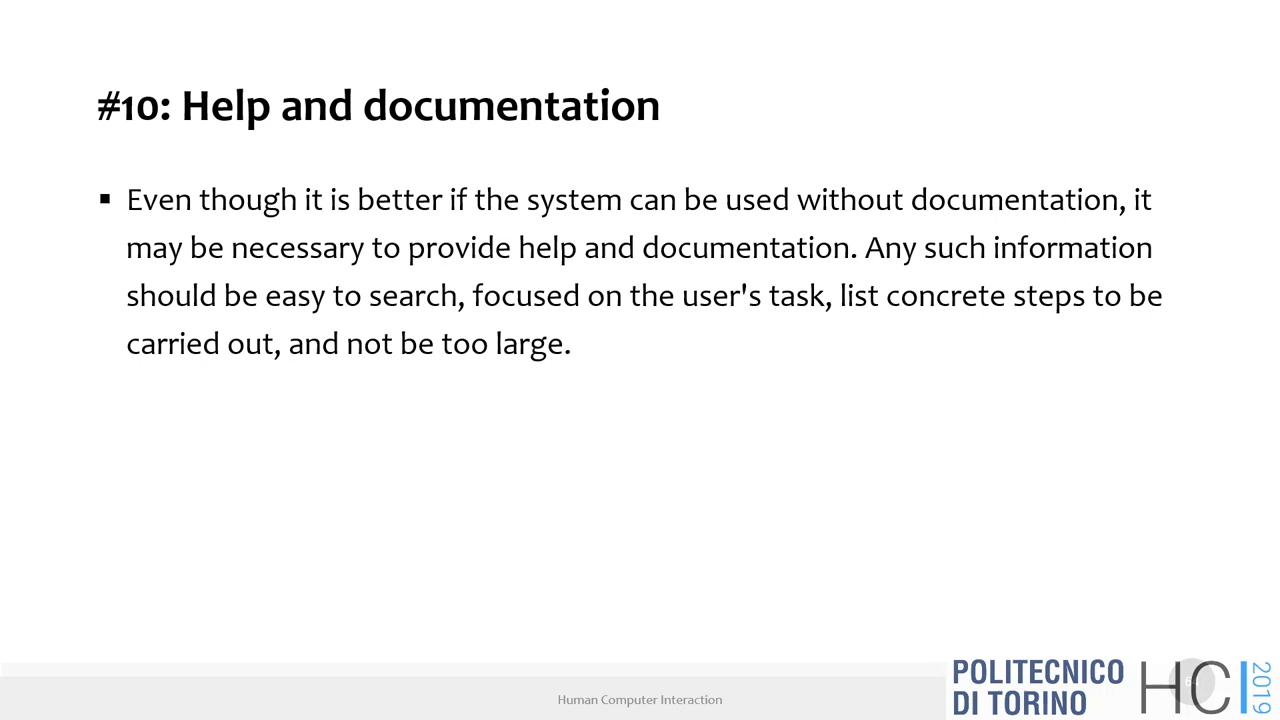 #10: Help and documentation
▪ Even though it is better if the system can be used without documentation, it
may be necessary to provide help and documentation. Any such information
should be easy to search, focused on the user's task, list concrete steps to be
carried out, and not be too large.
Human Computer Interaction
POLITECNICO
DI TORINO
HCI
2019